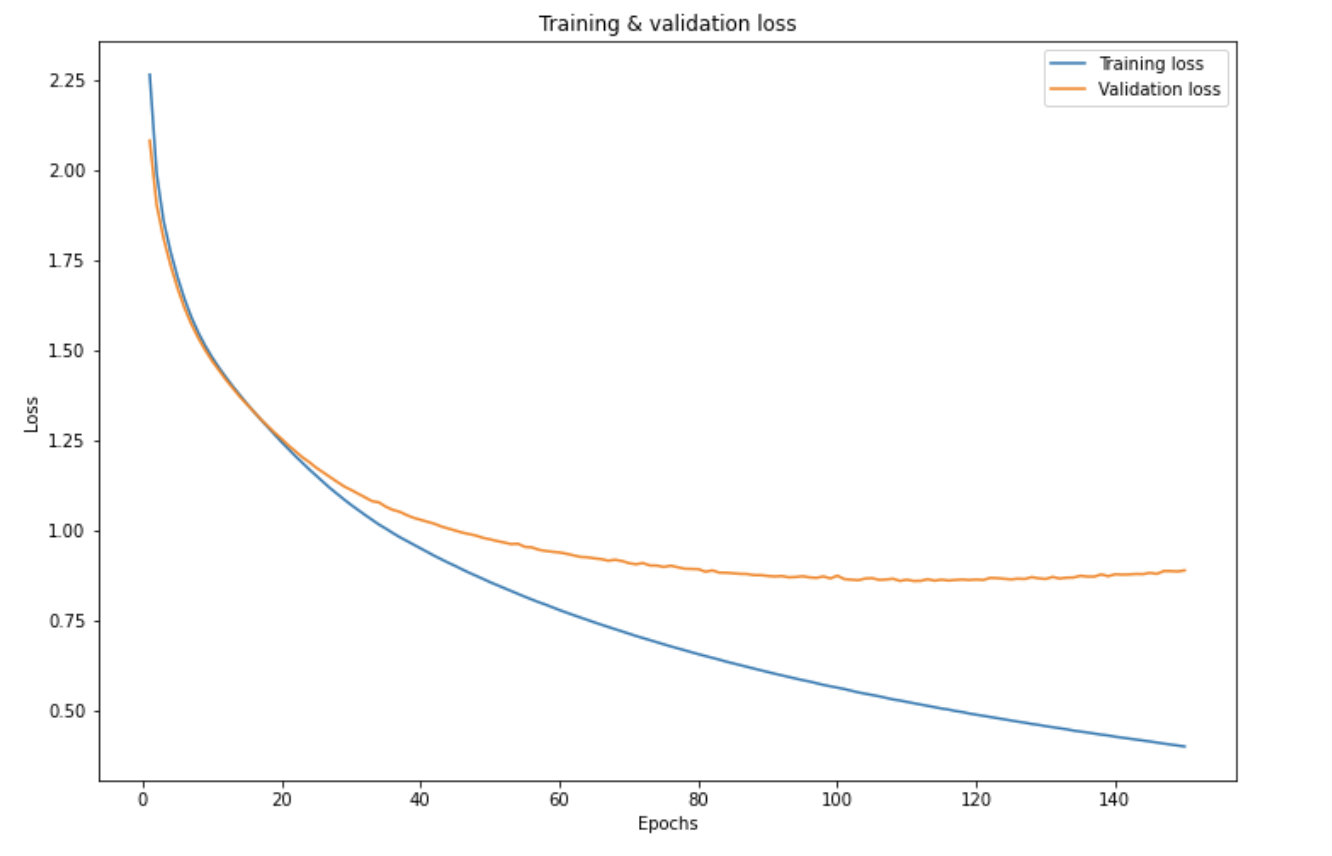 Training & validation loss
Training loss
Validation loss
2.25
2.00
1.75
1.50
1.25
1.00
0.75
0.50
Loss
0 20 40 60 80 100 120 140
Epochs